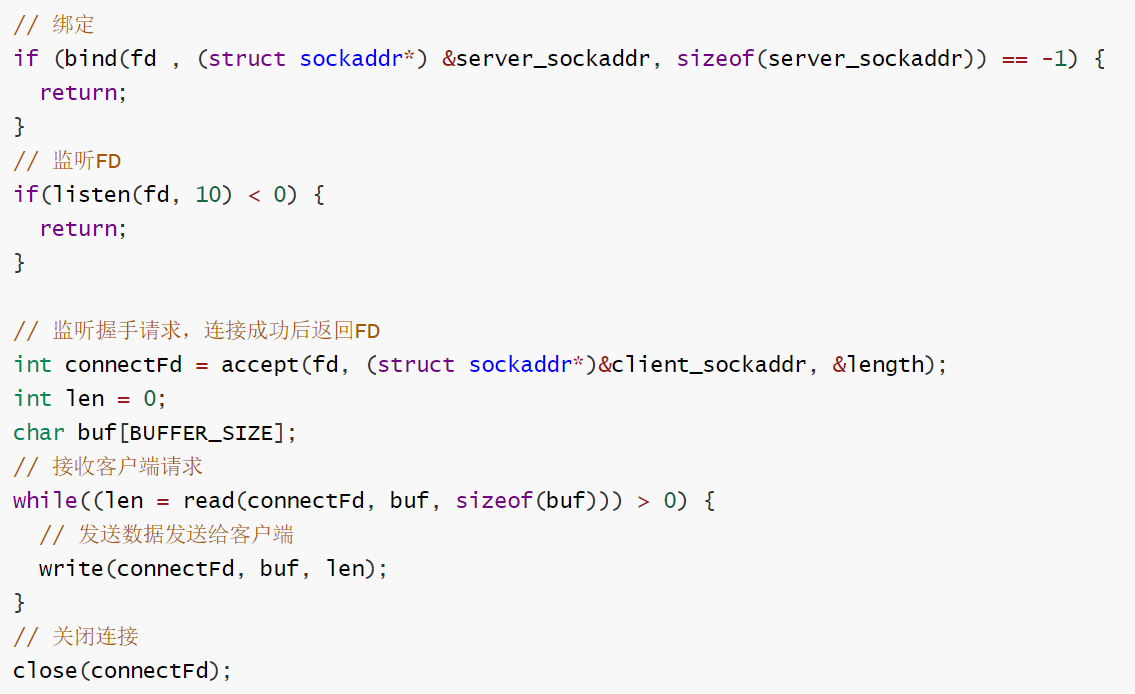 // 绑定
if (bind(fd , (struct sockaddr*) &server_sockaddr, sizeof(server_sockaddr)) == -1) {
  return;
}
// 监听FD
if(listen(fd, 10) < 0) {
  return;
}
// 监听握手请求，连接成功后返回FD
int connectFd = accept(fd, (struct sockaddr*)&client_sockaddr, &length);
int len = 0;
char buf[BUFFER_SIZE];
// 接收客户端请求
while((len = read(connectFd, buf, sizeof(buf))) > 0) {
  // 发送数据发送给客户端
  write(connectFd, buf, len);
}
// 关闭连接
close(connectFd);